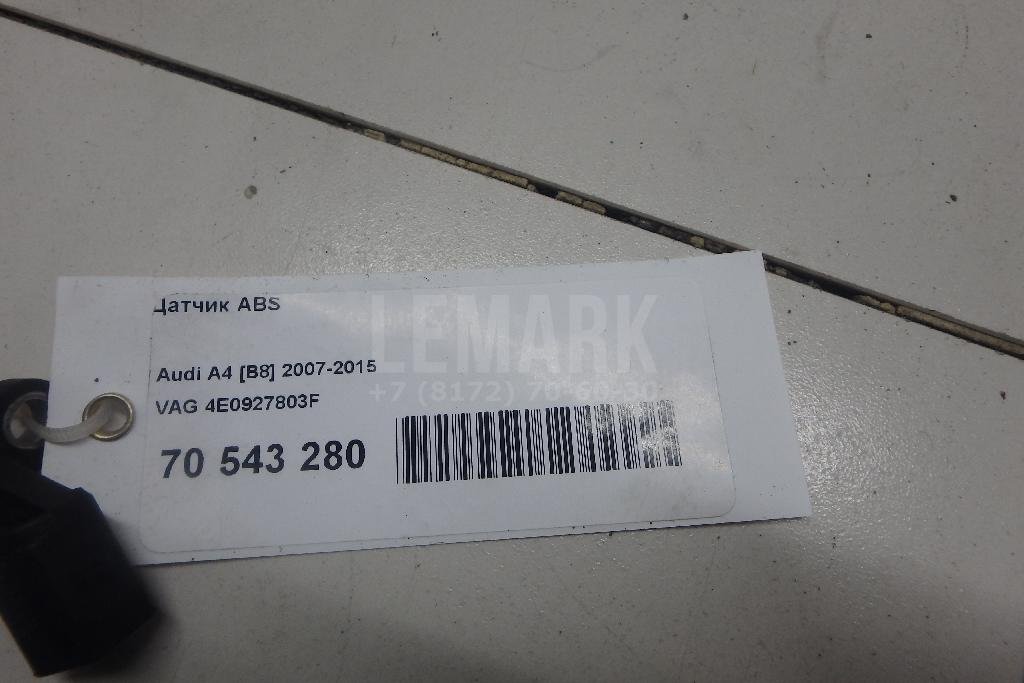 Датчик ABS
LEMARK
Audi A4 [B8] 2007-2015
+7 (8172) 70-60-30
VAG 4E0927803F
70 543 280